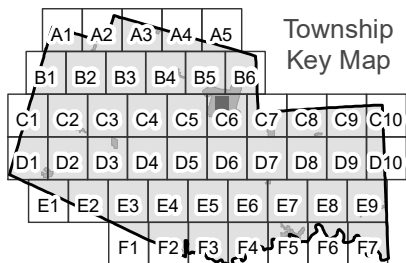 Township
Key Map
A1 A2 A3 A4 A5
B1 B2 B3 B4 B5 B6
C1 C2 C3 C4 C5 C6 C7 C8 C9 C10
D1 D2 D3 D4 D5 D6 D7 D8 D9 D10
E1 E2 E3 E4 E5 E6 E7 E8 E9
F1 F2 F3 F4 F5 F6 F7